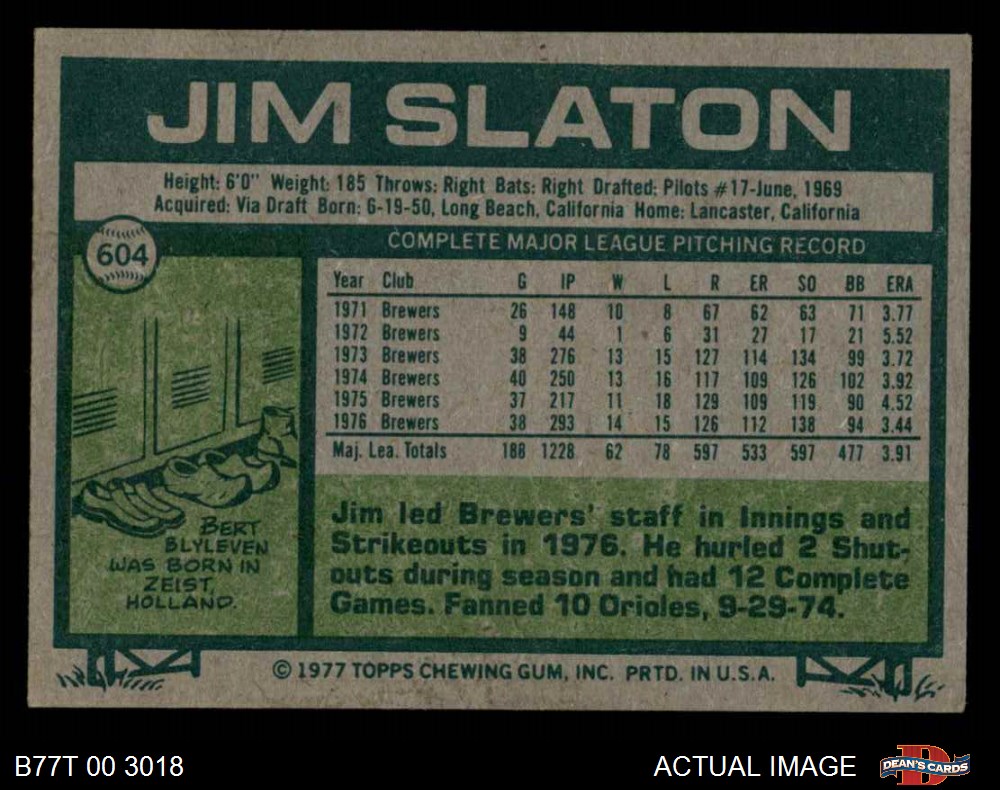 JIM SLATON
Height: 6'0" Weight: 185 Throws: Right Bats: Right Drafted: Pilots #17-June, 1969
Acquired: Via Draft Born: 6-19-50, Long Beach, California Home: Lancaster, California
604
COMPLETE MAJOR LEAGUE PITCHING RECORD
Year Club G IP W L R ER SO BB ERA
1971 Brewers 26 148 10 8 67 62 63 71 3.77
1972 Brewers 9 44 1 6 31 27 17 21 5.52
1973 Brewers 38 276 13 15 127 114 134 99 3.72
1974 Brewers 40 250 13 16 117 109 126 102 3.92
1975 Brewers 37 217 11 18 129 109 119 90 4.52
1976 Brewers 38 293 14 15 126 112 138 94 3.44
Maj. Lea. Totals 188 1228 62 78 597 533 597 477 3.91
BERT
BLYLEVEN
WAS BORN IN
ZEIST,
HOLLAND.
Jim led Brewers' staff in Innings and
Strikeouts in 1976. He hurled 2 Shut-
outs during season and had 12 Complete
Games. Fanned 10 Orioles, 9-29-74.
© 1977 TOPPS CHEWING GUM, INC. PRTD. IN U.S.A.
B77T 00 3018
ACTUAL IMAGE
D
DEAN'S CARDS